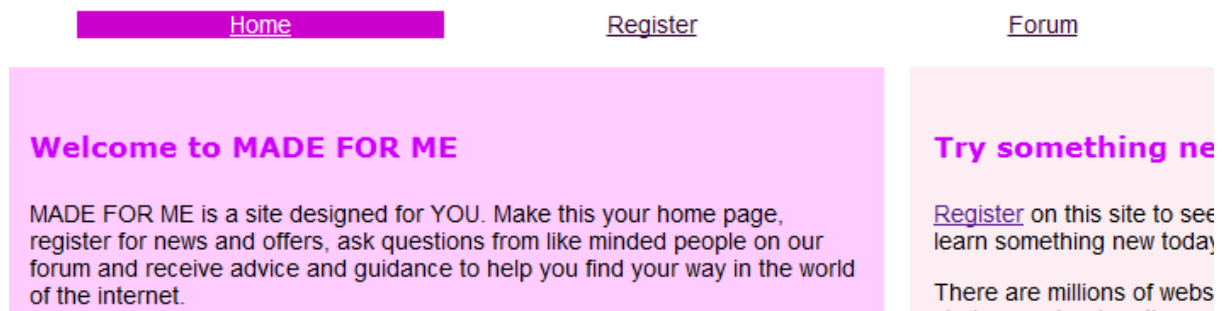 Home Register Forum
Welcome to MADE FOR ME
MADE FOR ME is a site designed for YOU. Make this your home page,
register for news and offers, ask questions from like minded people on our
forum and receive advice and guidance to help you find your way in the world
of the internet.
Try something
Register on this site to see
learn something new today
There are millions of